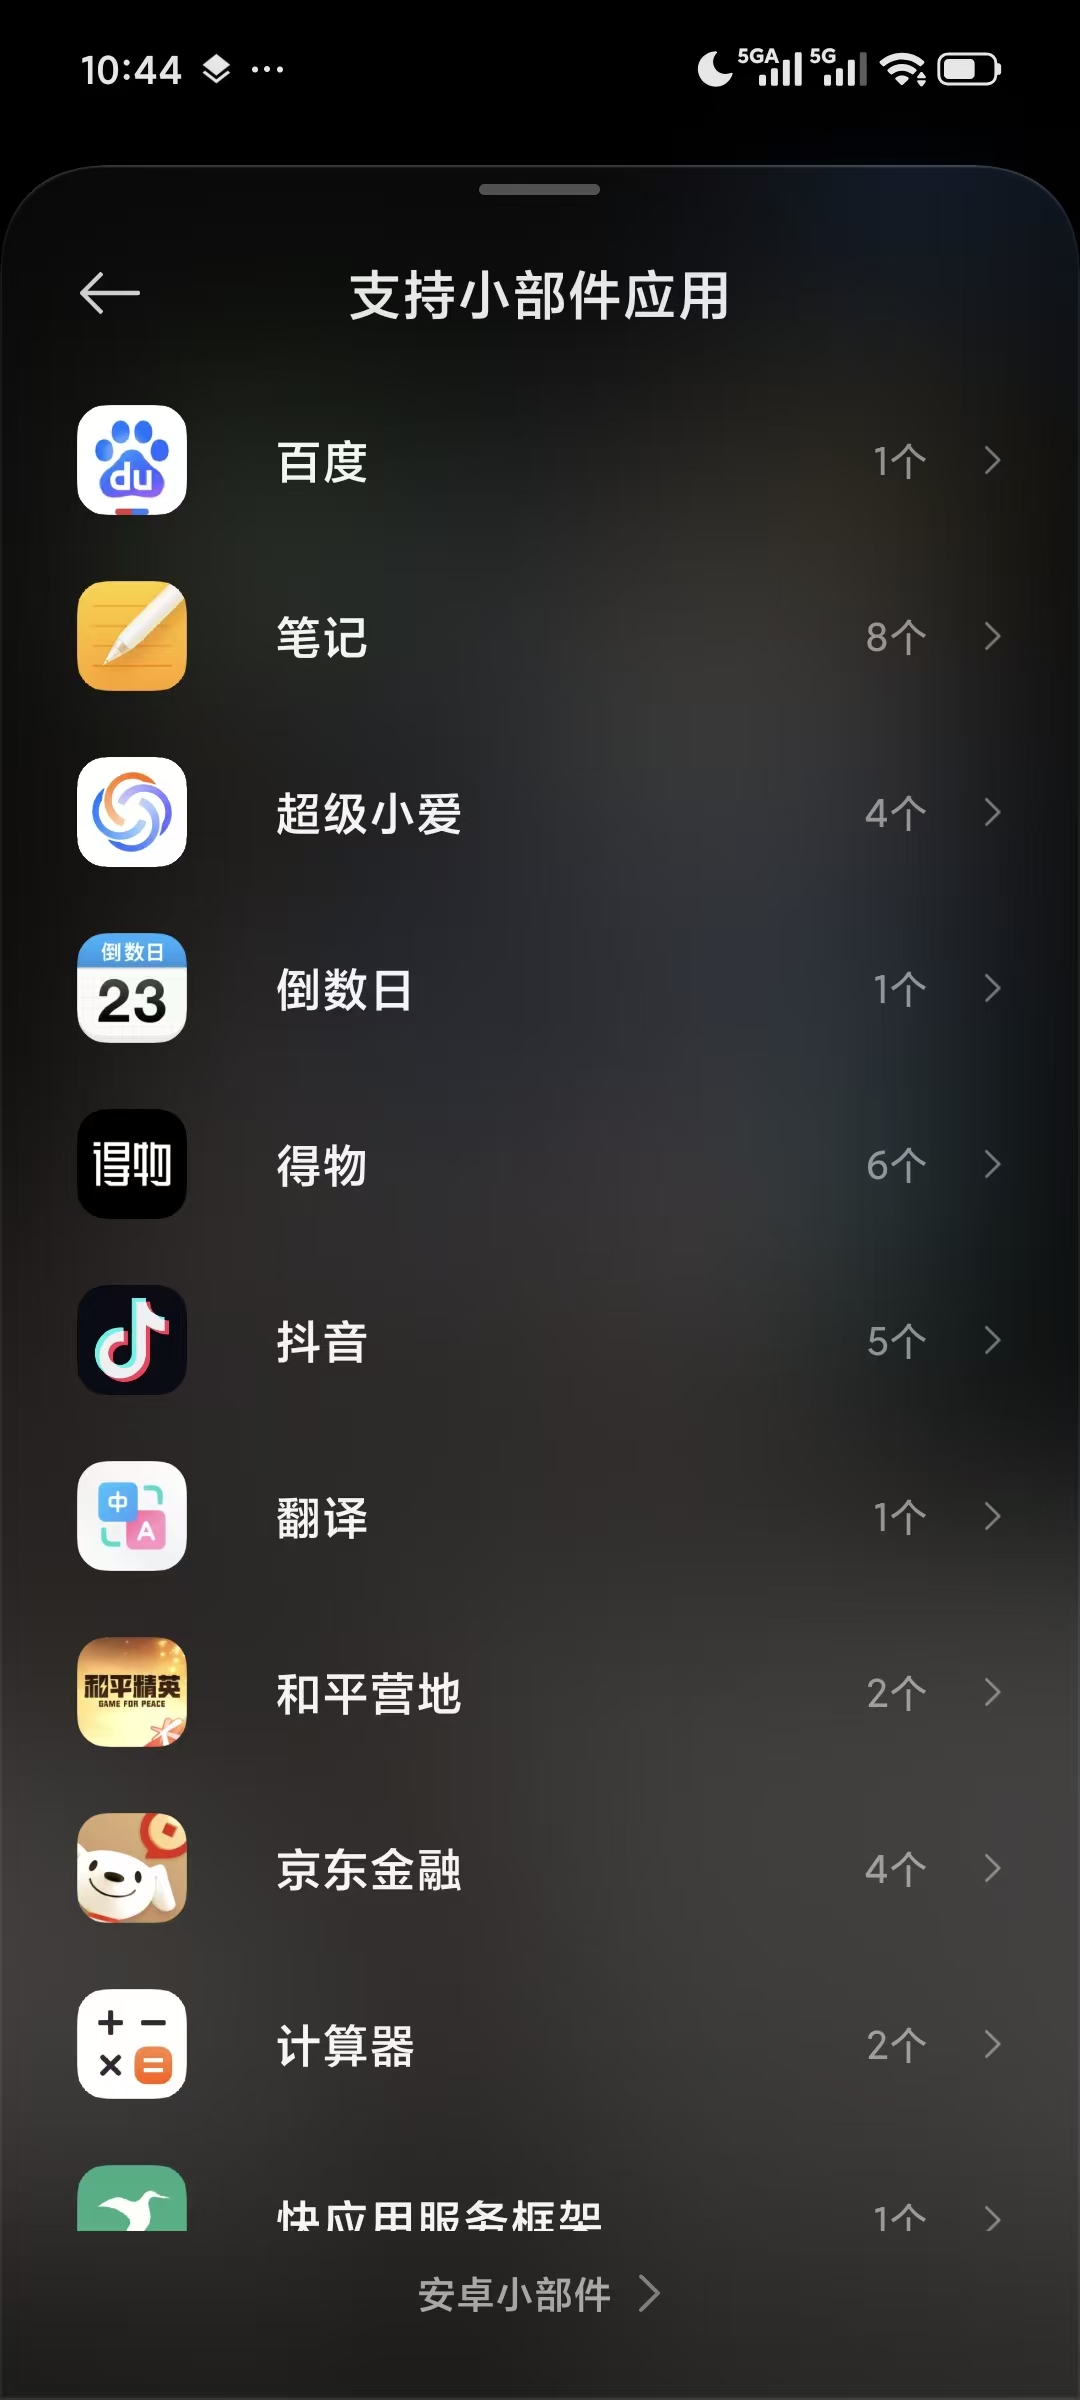 10:44
5GA 5G
支持小部件应用
du
百度 1个
笔记 8个
超级小爱 4个
倒数日
23
倒数日 1个
得物
得物 6个
抖音 5个
中
A
翻译 1个
和平精英
GAME FOR PEACE
和平营地 2个
京东金融 4个
计算器 2个
快应用服务框架 1个
安卓小部件